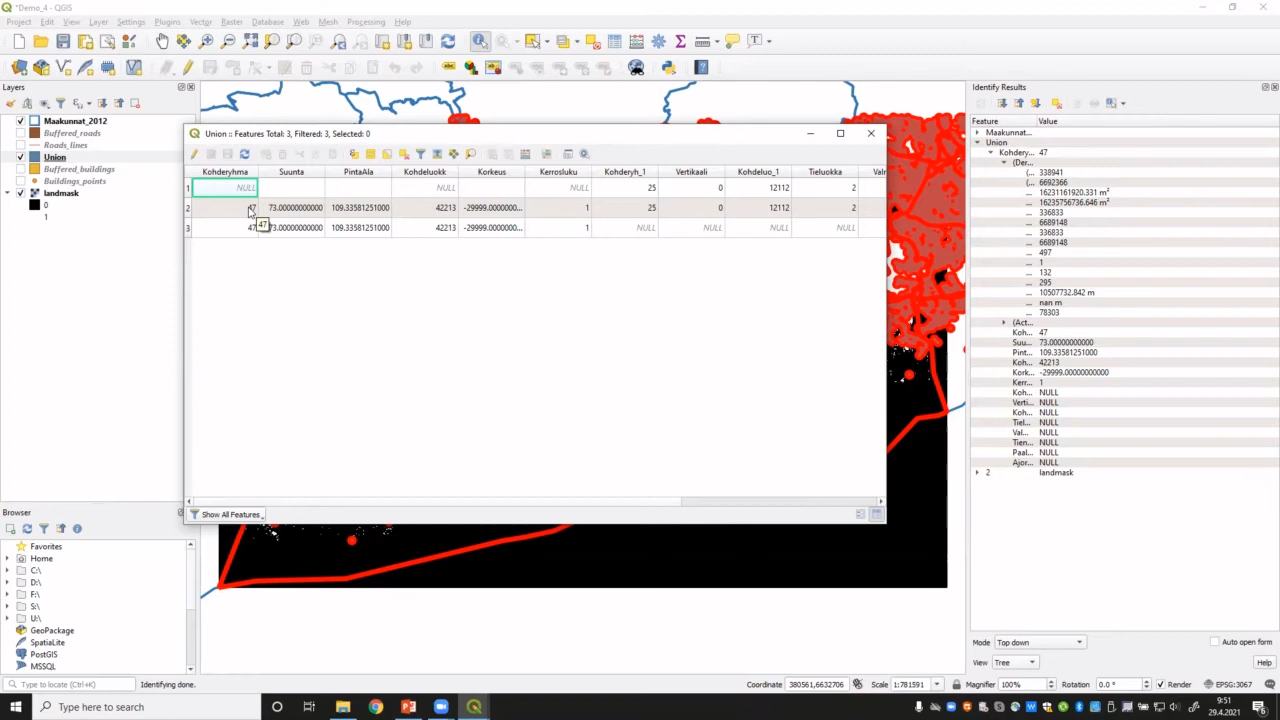 *Demo_4 - QGIS
Project Edit View Layer Settings Plugins Vector Raster Database Web Mesh Processing Help
Layers
Maakunnat_2012
Buffered_roads
Roads_lines
Union
Buffered_buildings
Buildings_points
landmask
0
1
Union :: Features Total: 3, Filtered: 3, Selected: 0
Kohderyhma Suunta PintaAla Kohdeluokk Korkeus Kerrosluku Kohderyh_1 Vertikaali Kohdeluo_1 Tieluokka
1 NULL NULL NULL 25 0 12112 2
2 47 73.0000000000 109.33581251000 42213 -29999.0000000... 1 25 0 12112 2
3 47 73.0000000000 109.33581251000 42213 -29999.0000000... 1 NULL NULL NULL NULL
47
Show All Features
Identify Results
Feature Value
Maakunnat...
Union
Kohdery... 47
(Der...
(... 338941
(... 6692366
... 16231161920.331 m²
... 16235756736.646 m²
... 336833
... 6689148
... 336833
... 6689148
... 497
... 1
... 132
... 295
... 10507732.842 m
... nan m
... 78303
(Act...
Koh... 47
Suu... 73.00000000000
Pint... 109.33581251000
Koh... 42213
Kork... -29999.00000000000
Kerr... 1
Koh... NULL
Verti... NULL
Koh... NULL
Tiel... NULL
Val... NULL
Tien... NULL
Paal... NULL
Ajor... NULL
2 landmask
Mode Top down Auto open form
View Tree Help
Browser
Favorites
Home
C:\
D:\
F:\
S:\
U:\
GeoPackage
SpatiaLite
PostGIS
MSSQL
Type to locate (Ctrl+K) Identifying done. Coordinate 380561,6632706 Scale 1:781591 Magnifier 100% Rotation 0.0 ° Render EPSG:3067
Type here to search
9:51
29.4.2021